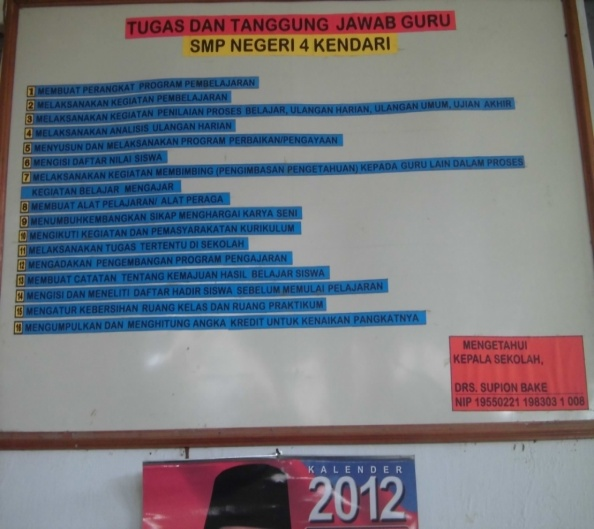 TUGAS DAN TANGGUNG JAWAB GURU
SMP NEGERI 4 KENDARI
1 MEMBUAT PERANGKAT PROGRAM PEMBELAJARAN
2 MELAKSANAKAN KEGIATAN PEMBELAJARAN
3 MELAKSANAKAN KEGIATAN PENILAIAN PROSES BELAJAR, ULANGAN HARIAN, ULANGAN UMUM, UJIAN AKHIR
4 MELAKSANAKAN ANALISIS ULANGAN HARIAN
5 MENYUSUN DAN MELAKSANAKAN PROGRAM PERBAIKAN/PENGAYAAN
6 MENGISI DAFTAR NILAI SISWA
7 MELAKSANAKAN KEGIATAN MEMBIMBING (PENGIMBASAN PENGETAHUAN) KEPADA GURU LAIN DALAM PROSES
KEGIATAN BELAJAR MENGAJAR
8 MEMBUAT ALAT PELAJARAN/ ALAT PERAGA
9 MENUMBUHKEMBANGKAN SIKAP MENGHARGAI KARYA SENI
10 MENGIKUTI KEGIATAN DAN PEMASYARAKATAN KURIKULUM
11 MELAKSANAKAN TUGAS TERTENTU DI SEKOLAH
12 MENGADAKAN PENGEMBANGAN PROGRAM PENGAJARAN
13 MEMBUAT CATATAN TENTANG KEMAJUAN HASIL BELAJAR SISWA
14 MENGISI DAN MENELITI DAFTAR HADIR SISWA SEBELUM MEMULAI PELAJARAN
15 MENGATUR KEBERSIHAN RUANG KELAS DAN RUANG PRAKTIKUM
16 MENGUMPULKAN DAN MENGHITUNG ANGKA KREDIT UNTUK KENAIKAN PANGKATNYA
MENGETAHUI
KEPALA SEKOLAH,
DRS. SUPION BAKE
NIP 19550221 198303 1 008
KALENDER
2012